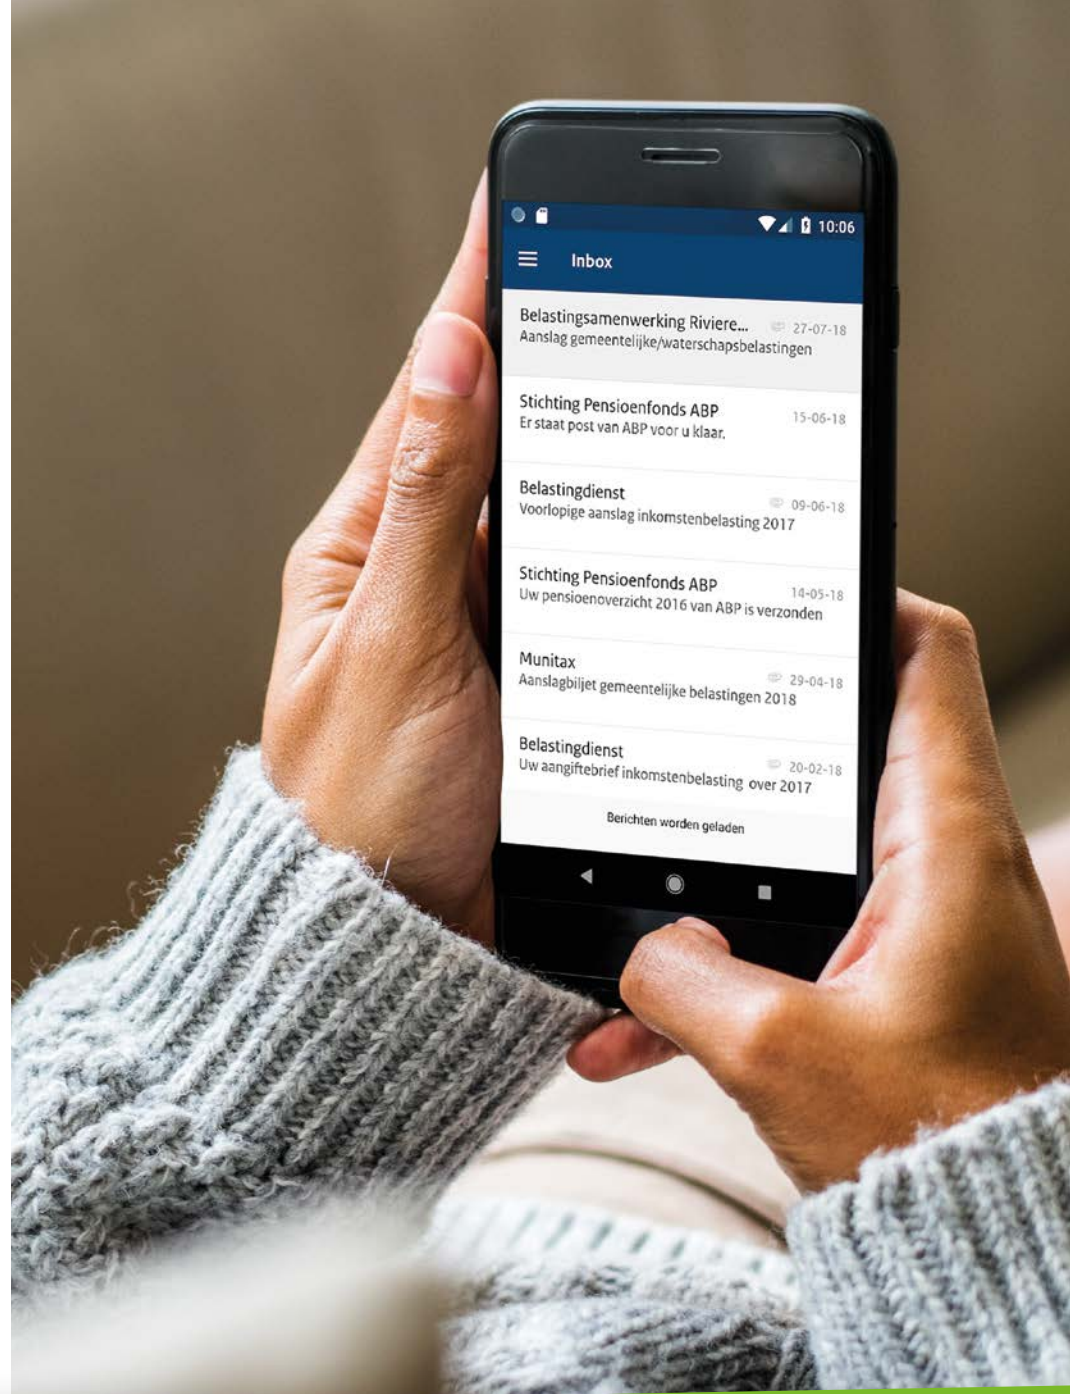 10:06
Inbox
Belastingsamenwerking Riviere... 27-07-18
Aanslag gemeentelijke/waterschapsbelastingen
Stichting Pensioenfonds ABP 15-06-18
Er staat post van ABP voor u klaar.
Belastingdienst 09-06-18
Voorlopige aanslag inkomstenbelasting 2017
Stichting Pensioenfonds ABP 14-05-18
Uw pensioenoverzicht 2016 van ABP is verzonden
Munitax 29-04-18
Aanslagbiljet gemeentelijke belastingen 2018
Belastingdienst 20-02-18
Uw aangiftebrief inkomstenbelasting over 2017
Berichten worden geladen